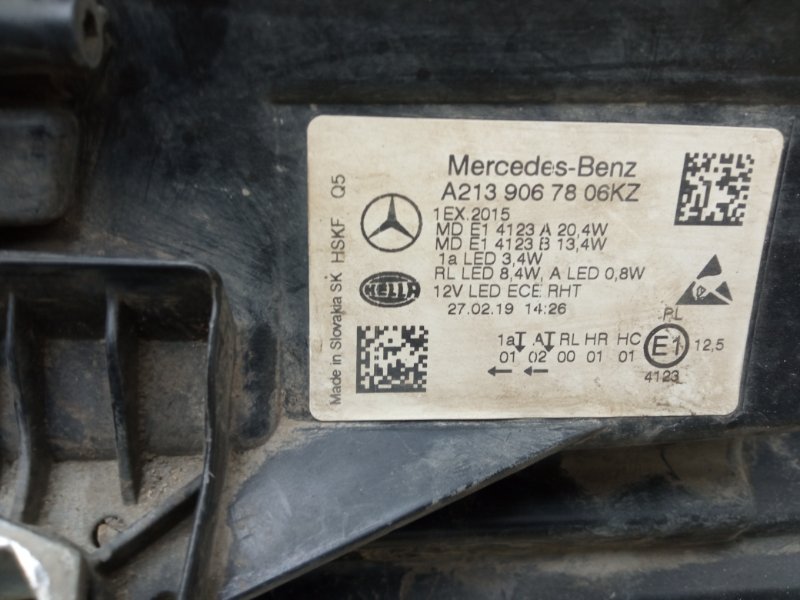 Mercedes-Benz
A213 906 78 06KZ
1EX.2015
MD E1 4123 A 20,4W
MD E1 4123 B 13,4W
1a LED 3,4W
RL LED 8,4W, A LED 0,8W
12V LED ECE RHT
27.02.19 14:26
HELLA
Made in Slovakia SK HSKF Q5
1a AT RL HR HC
01 02 00 01 01
PL
E1
12,5
4123